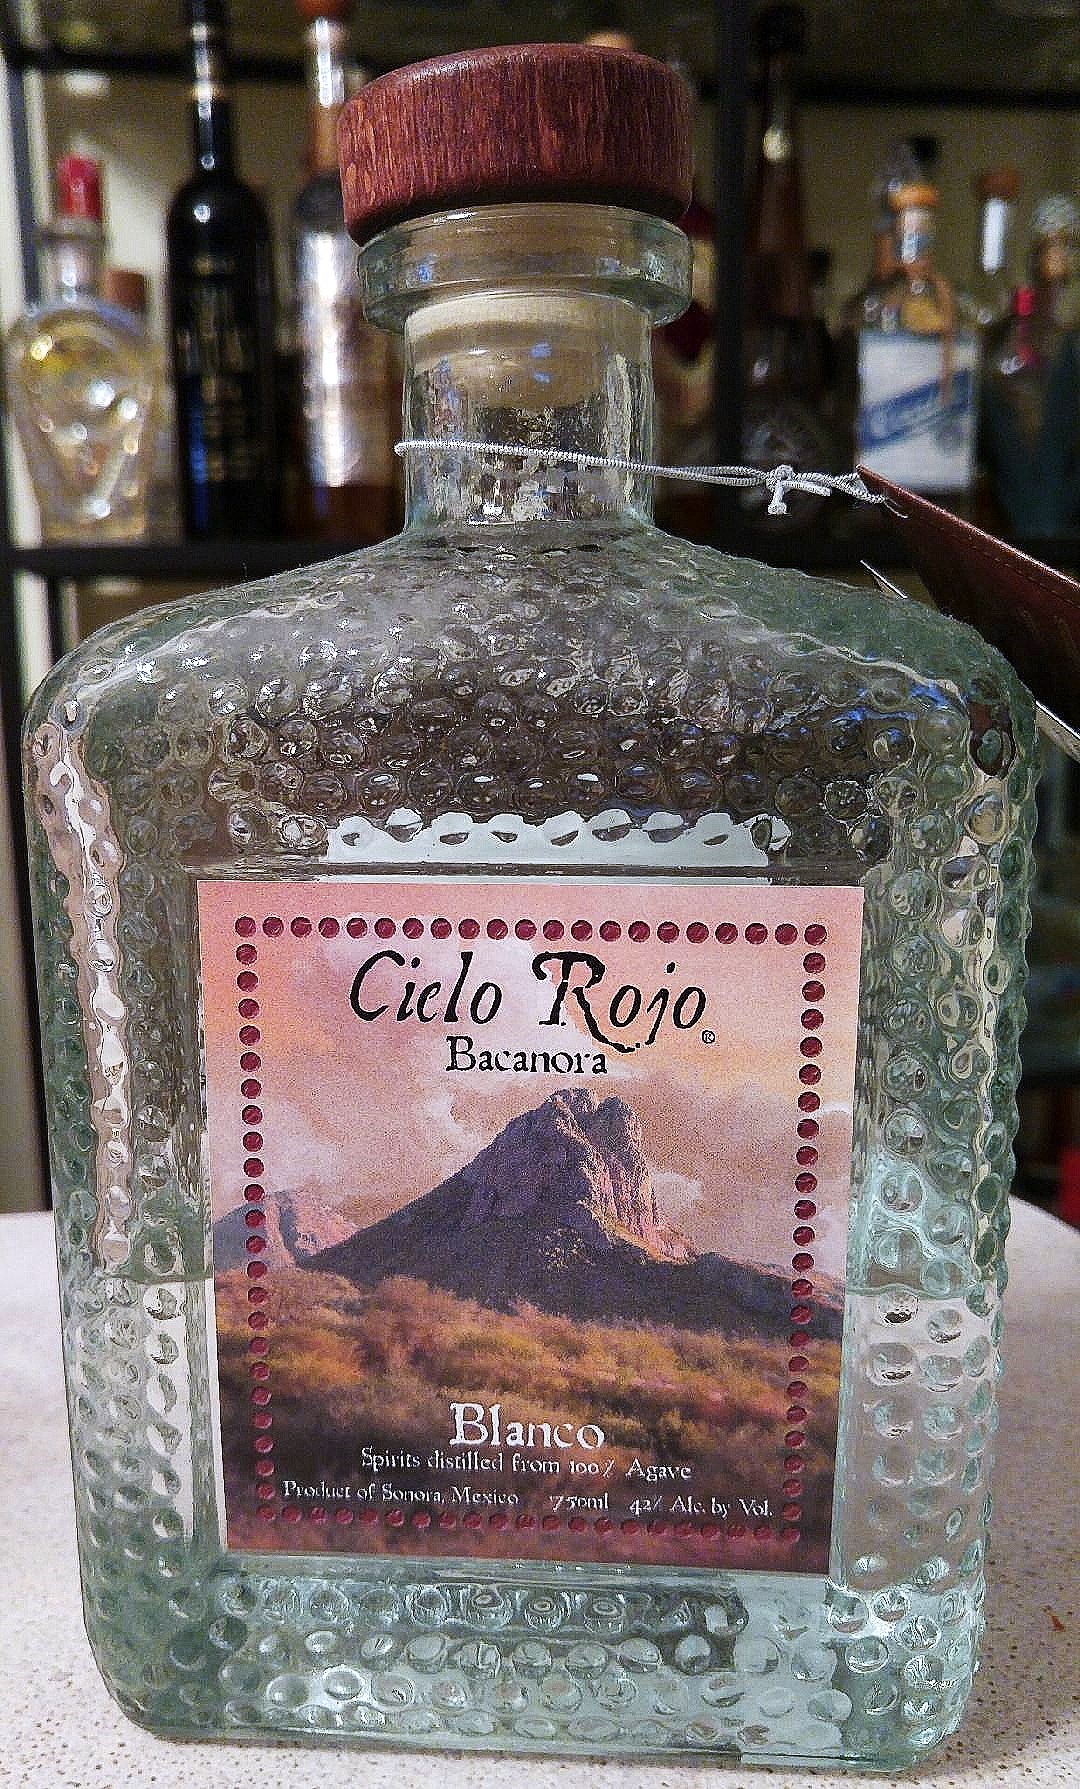 Cielo Rojo®
Bacanora
Blanco
Spirits distilled from 100% Agave
Product of Sonora, Mexico 750ml 42% Alc. by Vol.